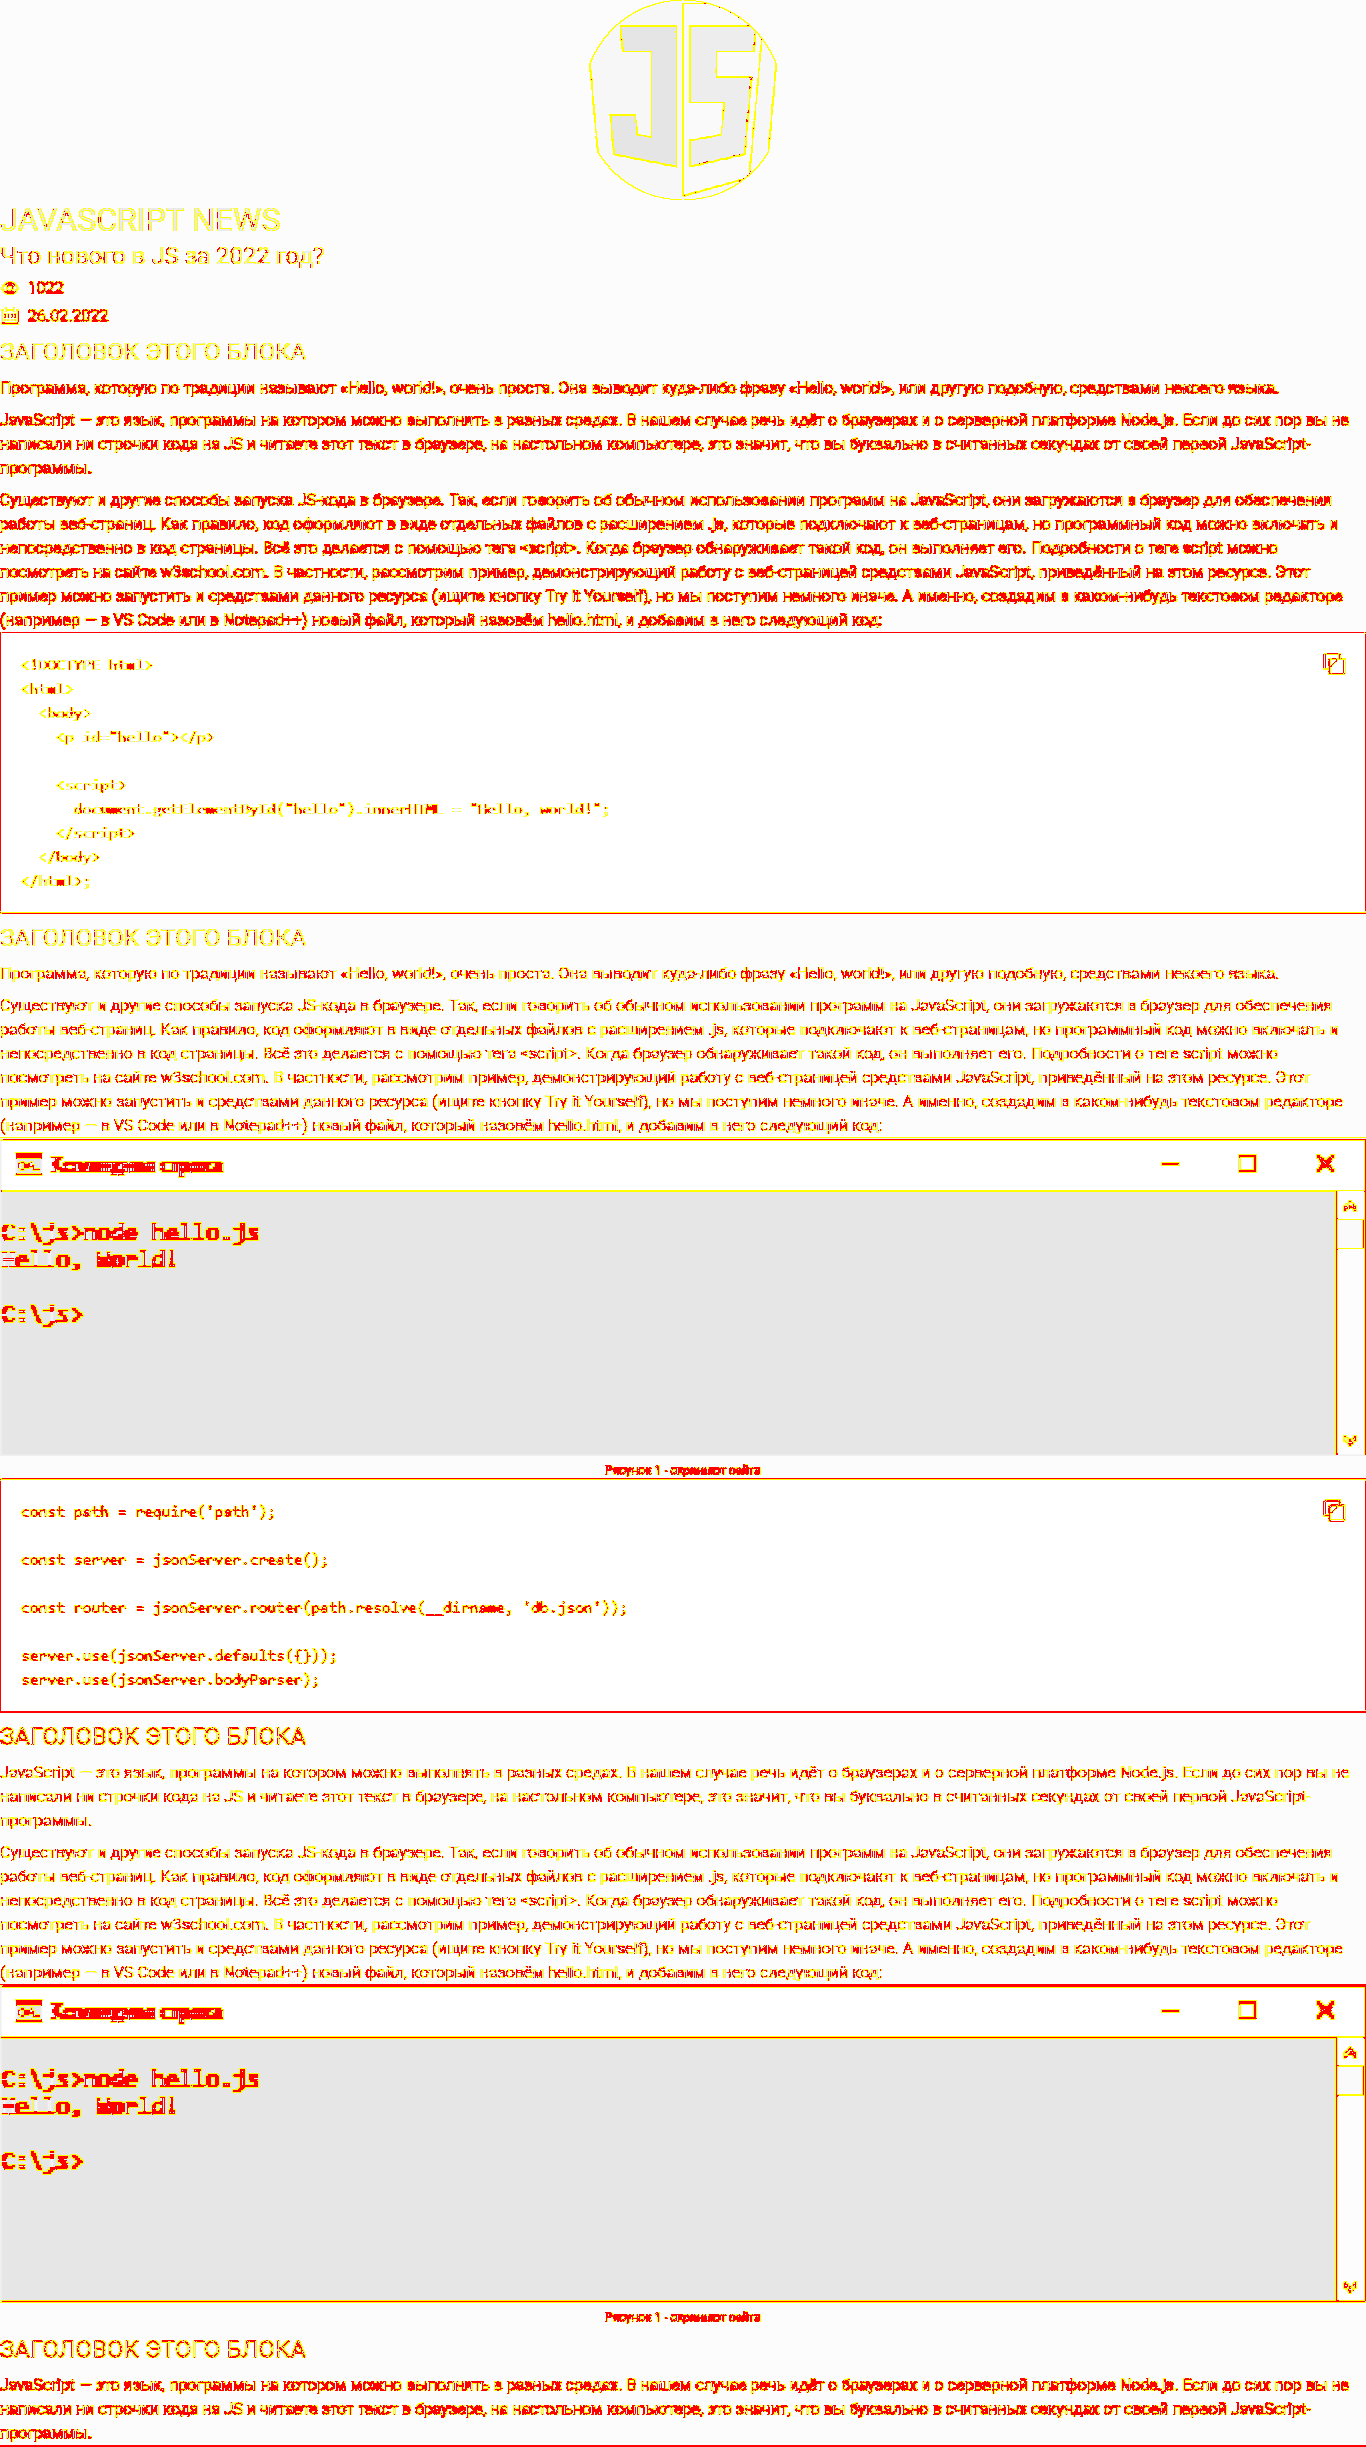 JS
JAVASCRIPT NEWS
Что нового в JS за 2022 год?
1022
26.02.2022
ЗАГОЛОВОК ЭТОГО БЛОКА
Программа, которую по традиции называют «Hello, world!», очень проста. Она выводит куда-либо фразу «Hello, world!», или другую подобную, средствами некоего языка.
JavaScript — это язык, программы на котором можно выполнять в разных средах. В нашем случае речь идёт о браузерах и о серверной платформе Node.js. Если до сих пор вы не
написали ни строчки кода на JS и читаете этот текст в браузере, на настольном компьютере, это значит, что вы буквально в считанных секундах от своей первой JavaScript-
программы.
Существуют и другие способы запуска JS-кода в браузере. Так, если говорить об обычном использовании программ на JavaScript, они загружаются в браузер для обеспечения
работы веб-страниц. Как правило, код оформляют в виде отдельных файлов с расширением .js, которые подключают к веб-страницам, но программный код можно включать и
непосредственно в код страницы. Всё это делается с помощью тега <script>. Когда браузер обнаруживает такой код, он выполняет его. Подробности о теге script можно
посмотреть на сайте w3school.com. В частности, рассмотрим пример, демонстрирующий работу с веб-страницей средствами JavaScript, приведённый на этом ресурсе. Этот
пример можно запустить и средствами данного ресурса (ищите кнопку Try It Yourself), но мы поступим немного иначе. А именно, создадим в каком-нибудь текстовом редакторе
(например — в VS Code или в Notepad++) новый файл, который назовём hello.html, и добавим в него следующий код:
<!DOCTYPE html>
<html>
  <body>
    <p id="hello"></p>
    <script>
      document.getElementById("hello").innerHTML = "Hello, world!";
    </script>
  </body>
</html>;
ЗАГОЛОВОК ЭТОГО БЛОКА
Программа, которую по традиции называют «Hello, world!», очень проста. Она выводит куда-либо фразу «Hello, world!», или другую подобную, средствами некоего языка.
Существуют и другие способы запуска JS-кода в браузере. Так, если говорить об обычном использовании программ на JavaScript, они загружаются в браузер для обеспечения
работы веб-страниц. Как правило, код оформляют в виде отдельных файлов с расширением .js, которые подключают к веб-страницам, но программный код можно включать и
непосредственно в код страницы. Всё это делается с помощью тега <script>. Когда браузер обнаруживает такой код, он выполняет его. Подробности о теге script можно
посмотреть на сайте w3school.com. В частности, рассмотрим пример, демонстрирующий работу с веб-страницей средствами JavaScript, приведённый на этом ресурсе. Этот
пример можно запустить и средствами данного ресурса (ищите кнопку Try It Yourself), но мы поступим немного иначе. А именно, создадим в каком-нибудь текстовом редакторе
(например — в VS Code или в Notepad++) новый файл, который назовём hello.html, и добавим в него следующий код:
Командная строка
C:\js>node hello.js
Hello, World!
C:\js>
Рисунок 1 - скриншот сайта
const path = require('path');
const server = jsonServer.create();
const router = jsonServer.router(path.resolve(__dirname, 'db.json'));
server.use(jsonServer.defaults({}));
server.use(jsonServer.bodyParser);
ЗАГОЛОВОК ЭТОГО БЛОКА
JavaScript — это язык, программы на котором можно выполнять в разных средах. В нашем случае речь идёт о браузерах и о серверной платформе Node.js. Если до сих пор вы не
написали ни строчки кода на JS и читаете этот текст в браузере, на настольном компьютере, это значит, что вы буквально в считанных секундах от своей первой JavaScript-
программы.
Существуют и другие способы запуска JS-кода в браузере. Так, если говорить об обычном использовании программ на JavaScript, они загружаются в браузер для обеспечения
работы веб-страниц. Как правило, код оформляют в виде отдельных файлов с расширением .js, которые подключают к веб-страницам, но программный код можно включать и
непосредственно в код страницы. Всё это делается с помощью тега <script>. Когда браузер обнаруживает такой код, он выполняет его. Подробности о теге script можно
посмотреть на сайте w3school.com. В частности, рассмотрим пример, демонстрирующий работу с веб-страницей средствами JavaScript, приведённый на этом ресурсе. Этот
пример можно запустить и средствами данного ресурса (ищите кнопку Try It Yourself), но мы поступим немного иначе. А именно, создадим в каком-нибудь текстовом редакторе
(например — в VS Code или в Notepad++) новый файл, который назовём hello.html, и добавим в него следующий код:
Командная строка
C:\js>node hello.js
Hello, World!
C:\js>
Рисунок 1 - скриншот сайта
ЗАГОЛОВОК ЭТОГО БЛОКА
JavaScript — это язык, программы на котором можно выполнять в разных средах. В нашем случае речь идёт о браузерах и о серверной платформе Node.js. Если до сих пор вы не
написали ни строчки кода на JS и читаете этот текст в браузере, на настольном компьютере, это значит, что вы буквально в считанных секундах от своей первой JavaScript-
программы.